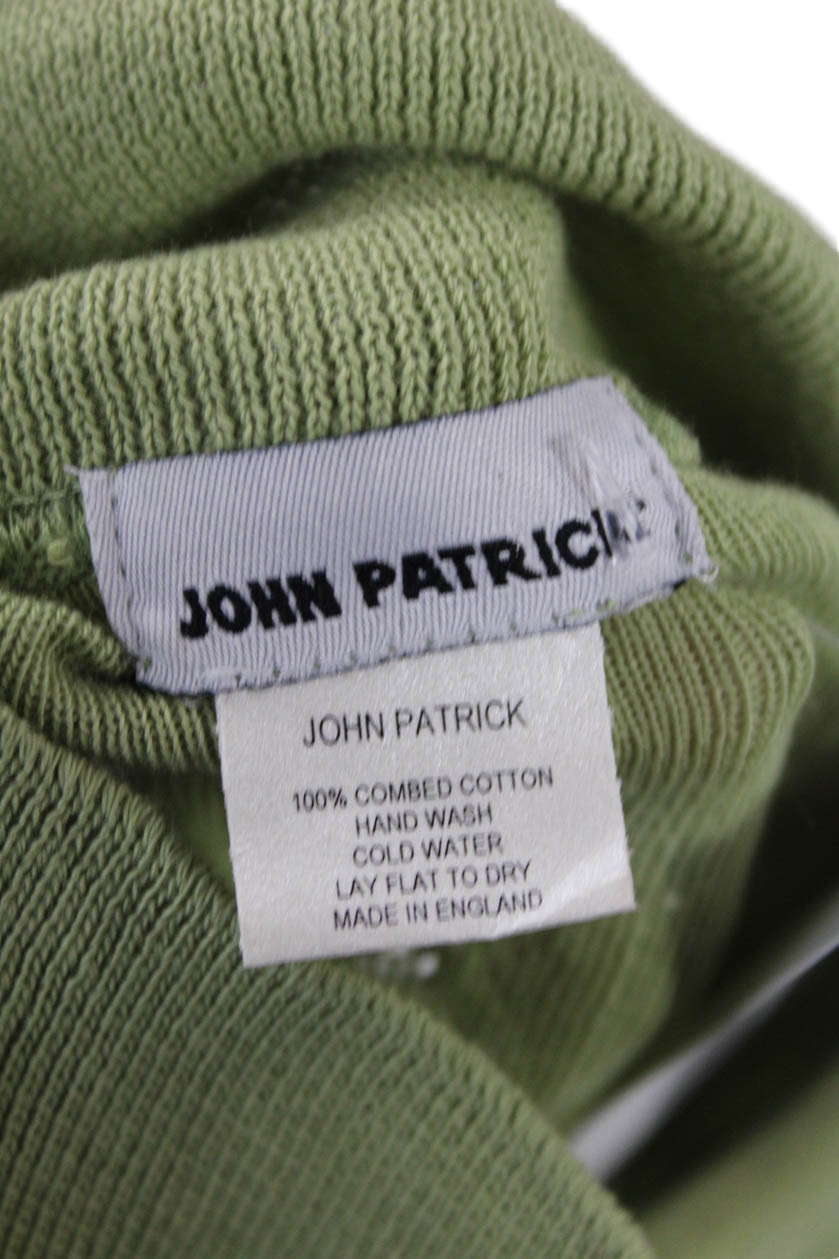 JOHN PATRICK
JOHN PATRICK
100% COMBED COTTON
HAND WASH
COLD WATER
LAY FLAT TO DRY
MADE IN ENGLAND